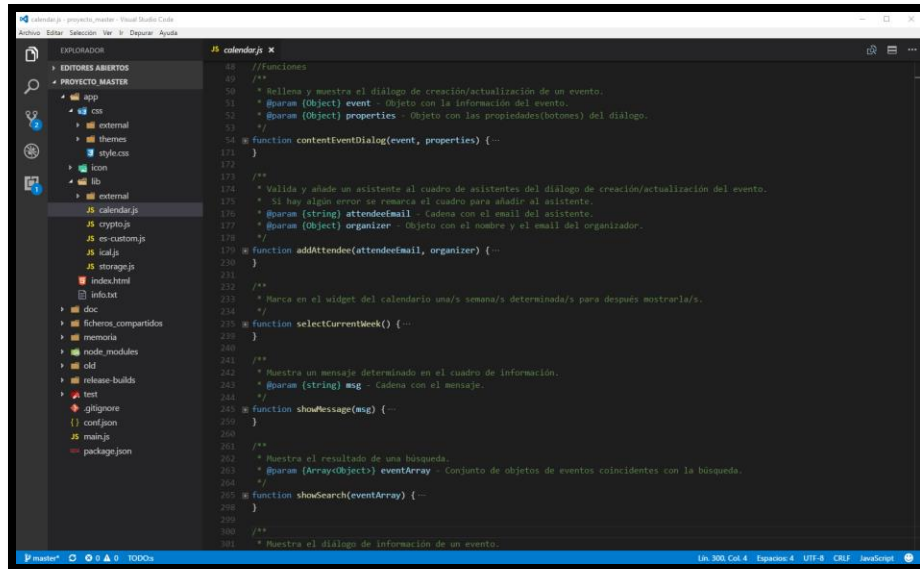 calendar.js - proyecto_master - Visual Studio Code
Archivo Editar Selección Ver Ir Depurar Ayuda
EXPLORADOR
EDITORES ABIERTOS
PROYECTO_MASTER
app
css
external
themes
style.css
icon
lib
external
JS calendar.js
JS crypto.js
JS es-custom.js
JS ical.js
JS storage.js
index.html
info.txt
doc
ficheros_compartidos
memoria
node_modules
old
release-builds
test
.gitignore
{ } conf.json
JS main.js
package.json
2
1
JS calendar.js ×
48 //Funciones
49 /**
50 * Rellena y muestra el diálogo de creación/actualización de un evento.
51 * @param {Object} event - Objeto con la información del evento.
52 * @param {Object} properties - Objeto con las propiedades(botones) del diálogo.
53 */
54 function contentEventDialog(event, properties) {···
171 }
172
173 /**
174 * Valida y añade un asistente al cuadro de asistentes del diálogo de creación/actualización del evento.
175 * Si hay algún error se remarca el cuadro para añadir al asistente.
176 * @param {string} attendeeEmail - Cadena con el email del asistente.
177 * @param {Object} organizer - Objeto con el nombre y el email del organizador.
178 */
179 function addAttendee(attendeeEmail, organizer) {···
230 }
231
232 /**
233 * Marca en el widget del calendario una/s semana/s determinada/s para después mostrarla/s.
234 */
235 function selectCurrentWeek() {···
239 }
240
241 /**
242 * Muestra un mensaje determinado en el cuadro de información.
243 * @param {string} msg - Cadena con el mensaje.
244 */
245 function showMessage(msg) {···
259 }
260
261 /**
262 * Muestra el resultado de una búsqueda.
263 * @param {Array<Object>} eventArray - Conjunto de objetos de eventos coincidentes con la búsqueda.
264 */
265 function showSearch(eventArray) {···
298 }
299
300 /**
301 * Muestra el diálogo de información de un evento.
master* 0 0 TODO:s
Lín. 300, Col. 4 Espacios: 4 UTF-8 CRLF JavaScript